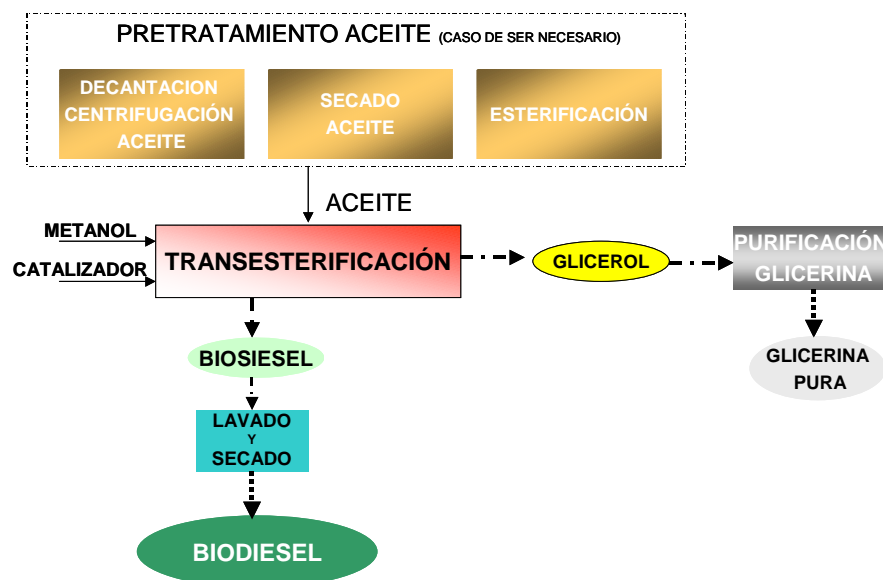 PRETRATAMIENTO ACEITE (CASO DE SER NECESARIO)
DECANTACION
CENTRIFUGACIÓN
ACEITE
SECADO
ACEITE
ESTERIFICACIÓN
ACEITE
METANOL
CATALIZADOR
TRANSESTERIFICACIÓN
GLICEROL
PURIFICACIÓN
GLICERINA
GLICERINA
PURA
BIOSIESEL
LAVADO
Y
SECADO
BIODIESEL